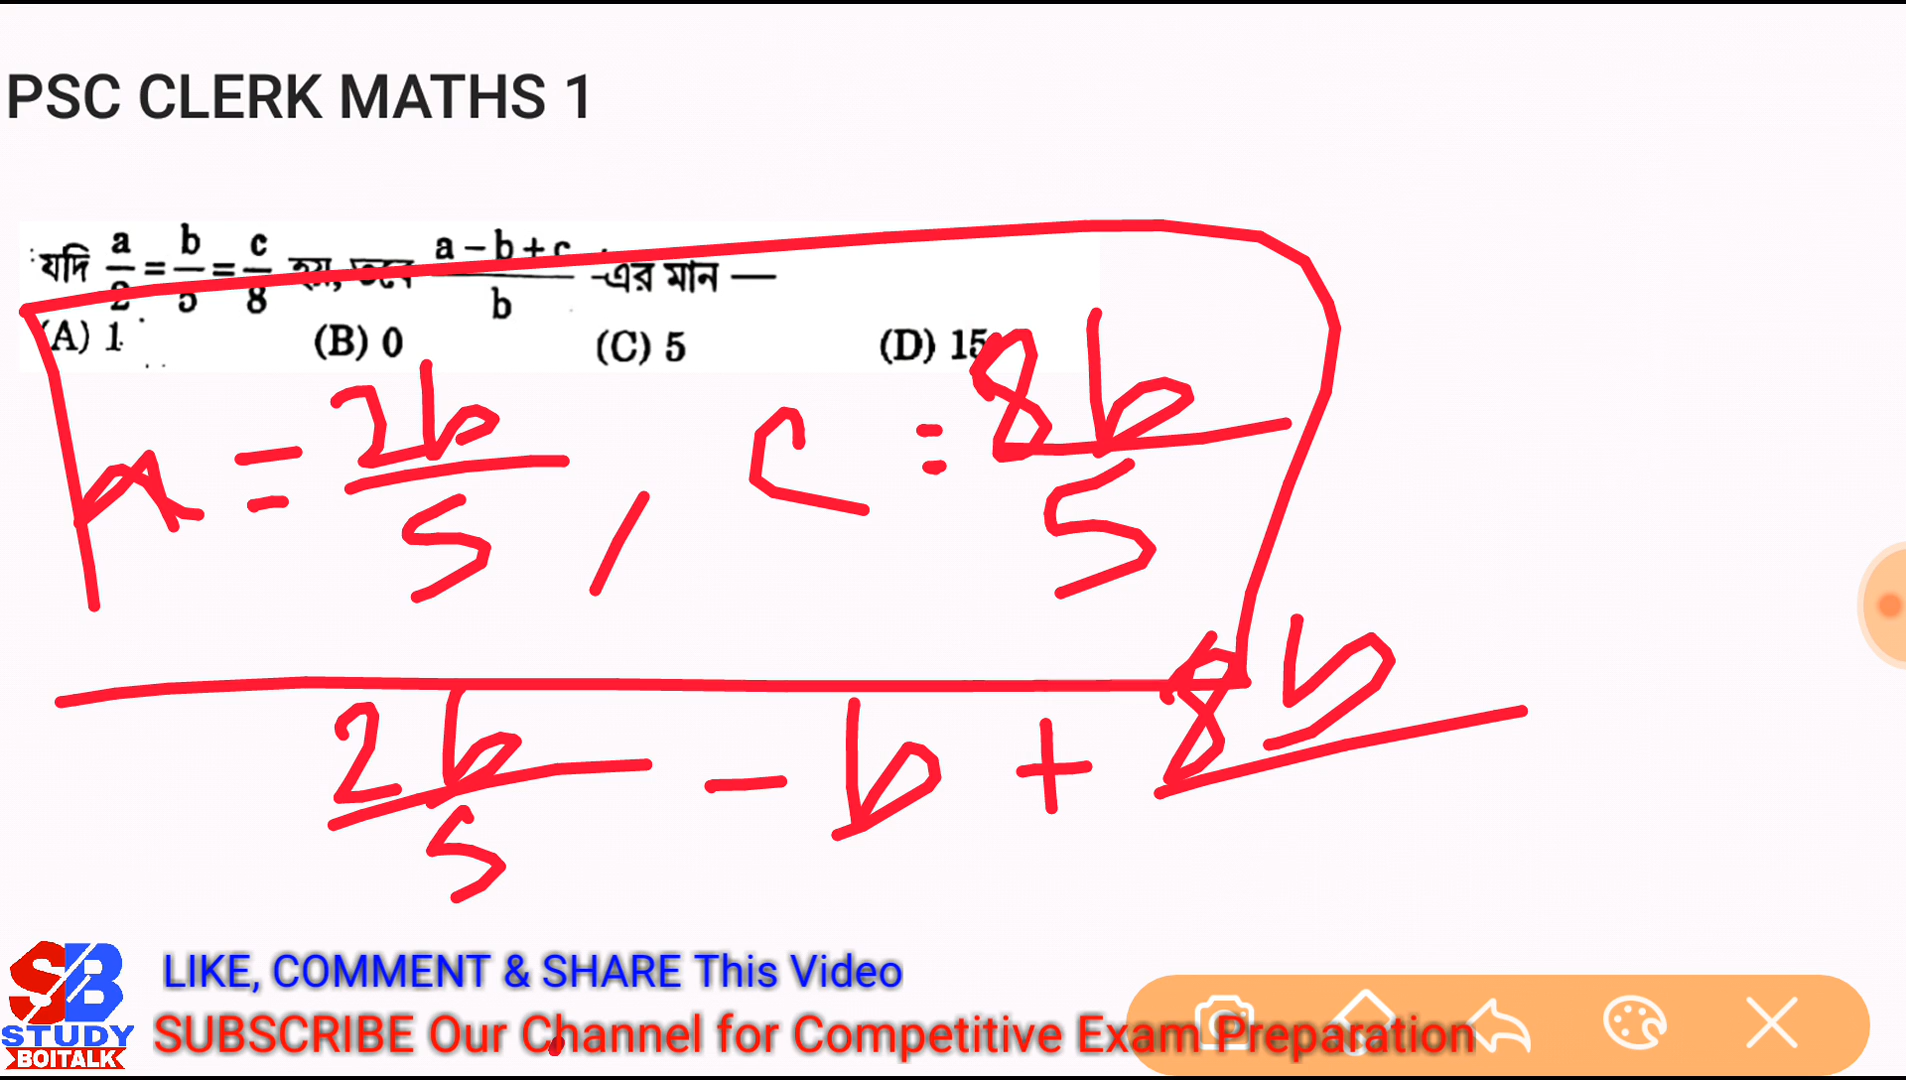 PSC CLERK MATHS 1
যদি a/2 = b/5 = c/8 হয়, তবে (a − b + c)/b -এর মান —
(A) 1 (B) 0 (C) 5 (D) 15
a = 2b/5 , c = 8b/5
2b/5 − b + 8b
LIKE, COMMENT & SHARE This Video
SUBSCRIBE Our Channel for Competitive Exam Preparation
SB
STUDY
BOITALK